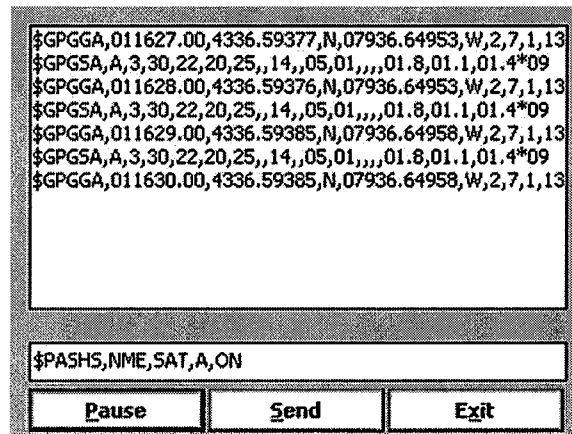 $GPGGA,011627.00,4336.59377,N,07936.64953,W,2,7,1,13
$GPGSA,A,3,30,22,20,25,,14,,05,01,,,,01.8,01.1,01.4*09
$GPGGA,011628.00,4336.59376,N,07936.64953,W,2,7,1,13
$GPGSA,A,3,30,22,20,25,,14,,05,01,,,,01.8,01.1,01.4*09
$GPGGA,011629.00,4336.59385,N,07936.64958,W,2,7,1,13
$GPGSA,A,3,30,22,20,25,,14,,05,01,,,,01.8,01.1,01.4*09
$GPGGA,011630.00,4336.59385,N,07936.64958,W,2,7,1,13
$PASHS,NME,SAT,A,ON
Pause Send Exit